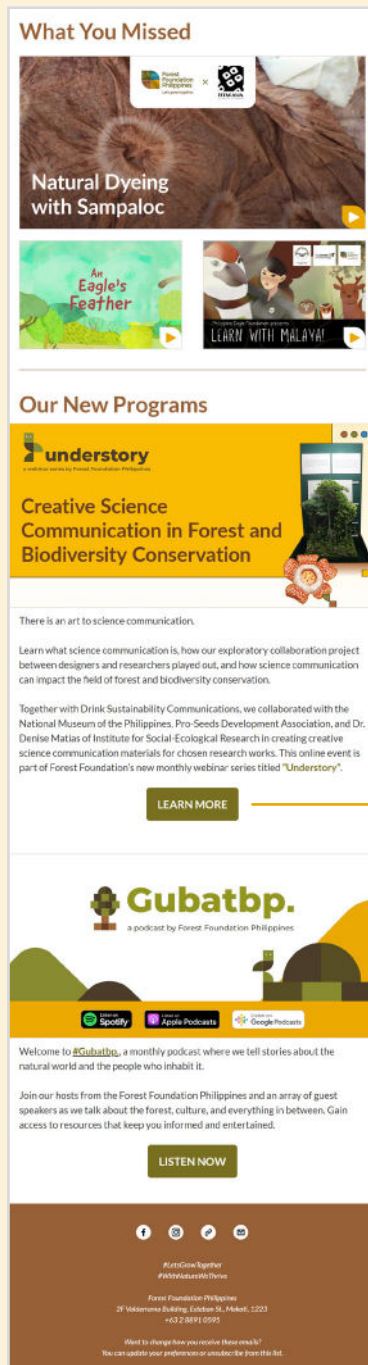 What You Missed
Forest
Foundation
Philippines
×
Natural Dyeing
with Sampaloc
An
Eagle's
Feather
Philippine Eagle Foundation presents
LEARN WITH MALAYA!
Our New Programs
understory
a webinar series by Forest Foundation Philippines
Creative Science
Communication in Forest and
Biodiversity Conservation
There is an art to science communication.
Learn what science communication is, how our exploratory collaboration project
between designers and researchers played out, and how science communication
can impact the field of forest and biodiversity conservation.
Together with Drink Sustainability Communications, we collaborated with the
National Museum of the Philippines, Pro-Seeds Development Association, and Dr.
Denise Matias of Institute for Social-Ecological Research in creating creative
science communication materials for chosen research works. This online event is
part of Forest Foundation's new monthly webinar series titled "Understory".
LEARN MORE
Gubatbp.
a podcast by Forest Foundation Philippines
Listen on
Spotify
Listen on
Apple Podcasts
Listen on
Google Podcasts
Welcome to #Gubatbp., a monthly podcast where we tell stories about the
natural world and the people who inhabit it.
Join our hosts from the Forest Foundation Philippines and an array of guest
speakers as we talk about the forest, culture, and everything in between. Gain
access to resources that keep you informed and entertained.
LISTEN NOW
#LetsGrowTogether
#WithNatureWeThrive
Forest Foundation Philippines
2F Valderrama Building, Esteban St., Makati, 1223
+63 2 8891 0595
Want to change how you receive these emails?
You can update your preferences or unsubscribe from this list.